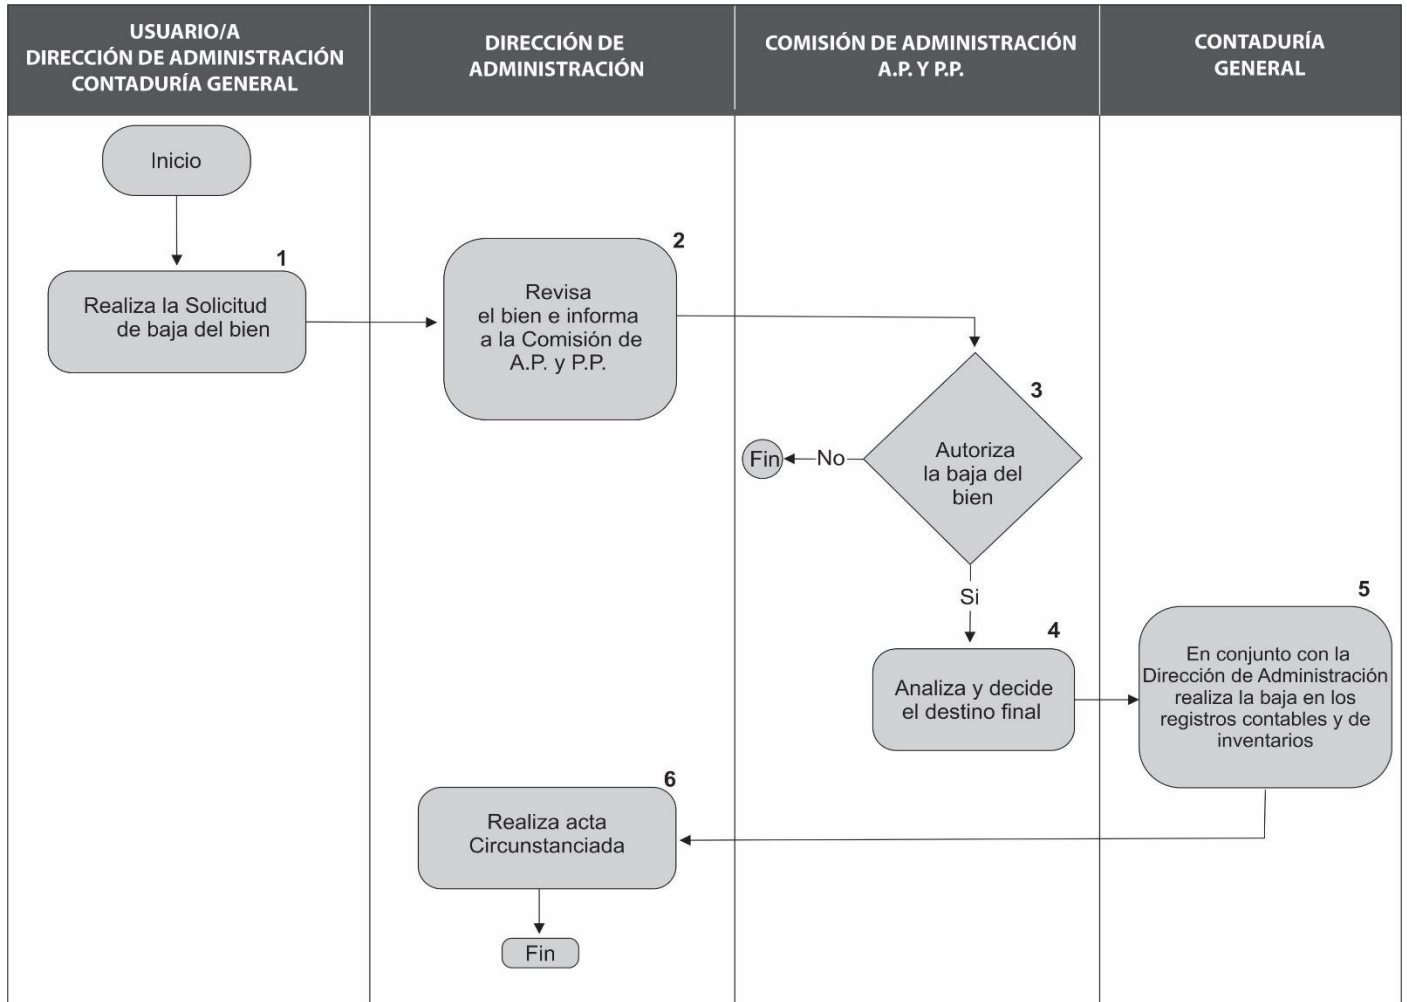 USUARIO/A
DIRECCIÓN DE ADMINISTRACIÓN
CONTADURÍA GENERAL
DIRECCIÓN DE
ADMINISTRACIÓN
COMISIÓN DE ADMINISTRACIÓN
A.P. Y P.P.
CONTADURÍA
GENERAL
Inicio
1
Realiza la Solicitud
de baja del bien
2
Revisa
el bien e informa
a la Comisión de
A.P. y P.P.
3
Autoriza
la baja del
bien
No
Fin
Si
4
Analiza y decide
el destino final
5
En conjunto con la
Dirección de Administración
realiza la baja en los
registros contables y de
inventarios
6
Realiza acta
Circunstanciada
Fin